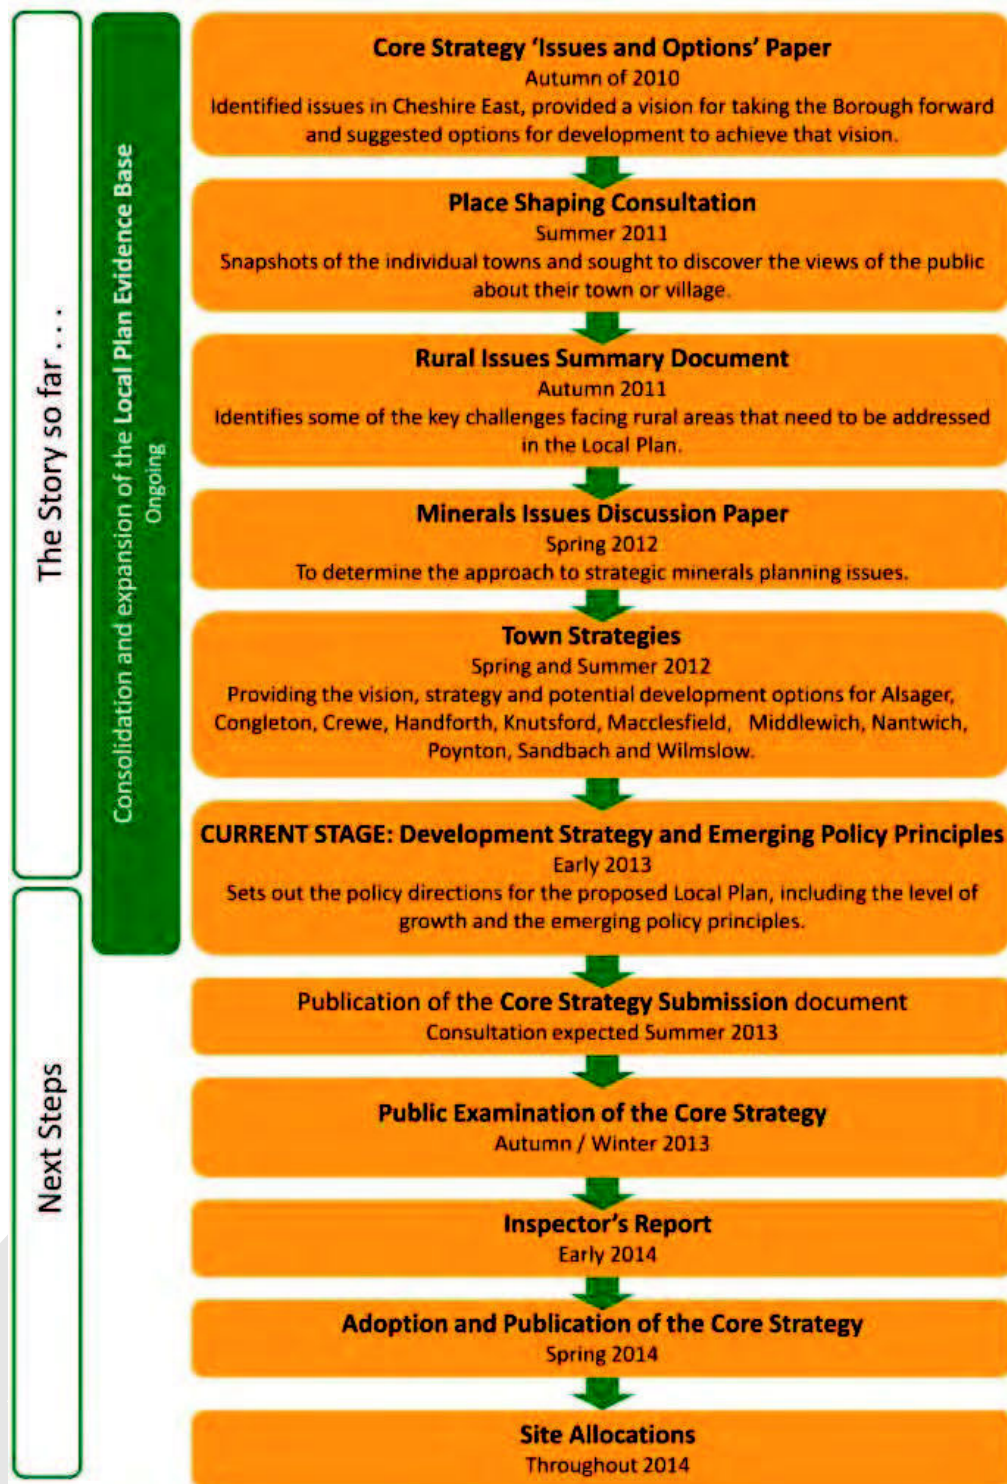 The Story so far . . .
Next Steps
Consolidation and expansion of the Local Plan Evidence Base
Ongoing
Core Strategy ‘Issues and Options’ Paper
Autumn of 2010
Identified issues in Cheshire East, provided a vision for taking the Borough forward
and suggested options for development to achieve that vision.
Place Shaping Consultation
Summer 2011
Snapshots of the individual towns and sought to discover the views of the public
about their town or village.
Rural Issues Summary Document
Autumn 2011
Identifies some of the key challenges facing rural areas that need to be addressed
in the Local Plan.
Minerals Issues Discussion Paper
Spring 2012
To determine the approach to strategic minerals planning issues.
Town Strategies
Spring and Summer 2012
Providing the vision, strategy and potential development options for Alsager,
Congleton, Crewe, Handforth, Knutsford, Macclesfield, Middlewich, Nantwich,
Poynton, Sandbach and Wilmslow.
CURRENT STAGE: Development Strategy and Emerging Policy Principles
Early 2013
Sets out the policy directions for the proposed Local Plan, including the level of
growth and the emerging policy principles.
Publication of the Core Strategy Submission document
Consultation expected Summer 2013
Public Examination of the Core Strategy
Autumn / Winter 2013
Inspector’s Report
Early 2014
Adoption and Publication of the Core Strategy
Spring 2014
Site Allocations
Throughout 2014